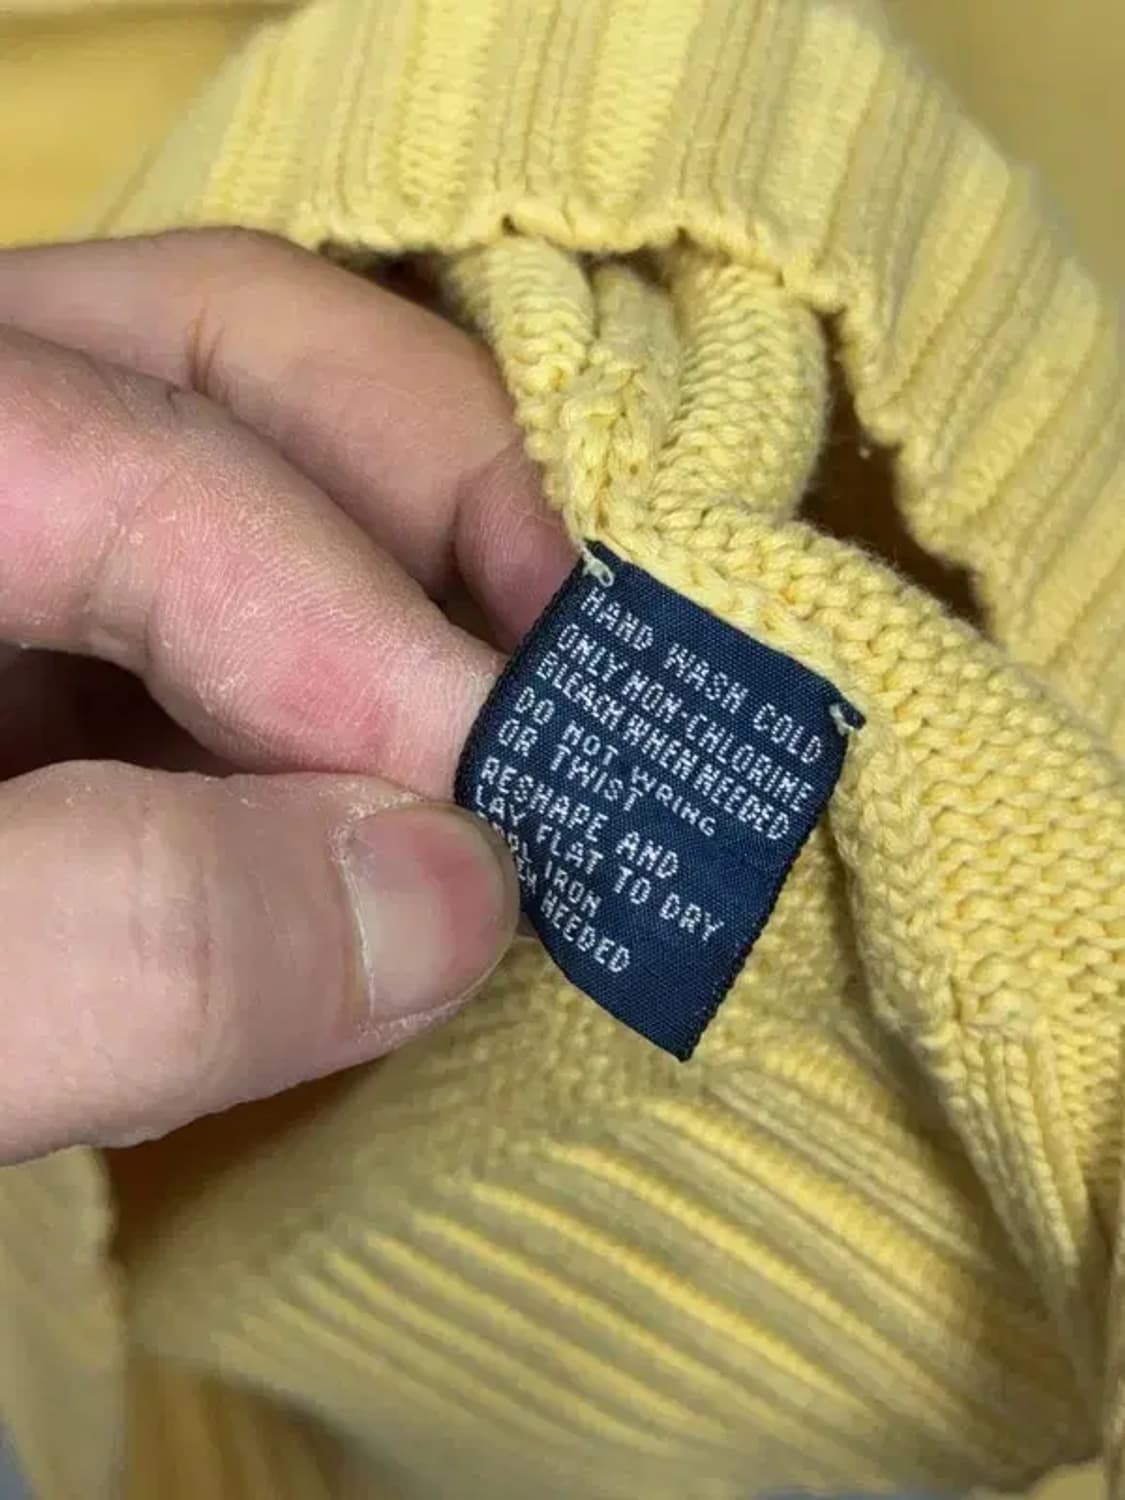 HAND WASH COLD
ONLY NON-CHLORINE
BLEACH WHEN NEEDED
DO NOT WRING
OR TWIST
RESHAPE AND
LAY FLAT TO DRY
IRON
NEEDED